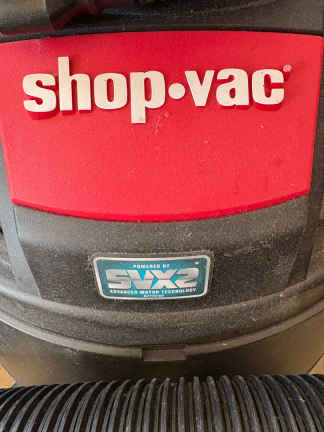 shop·vac®
POWERED BY
SVX2
ADVANCED MOTOR TECHNOLOGY